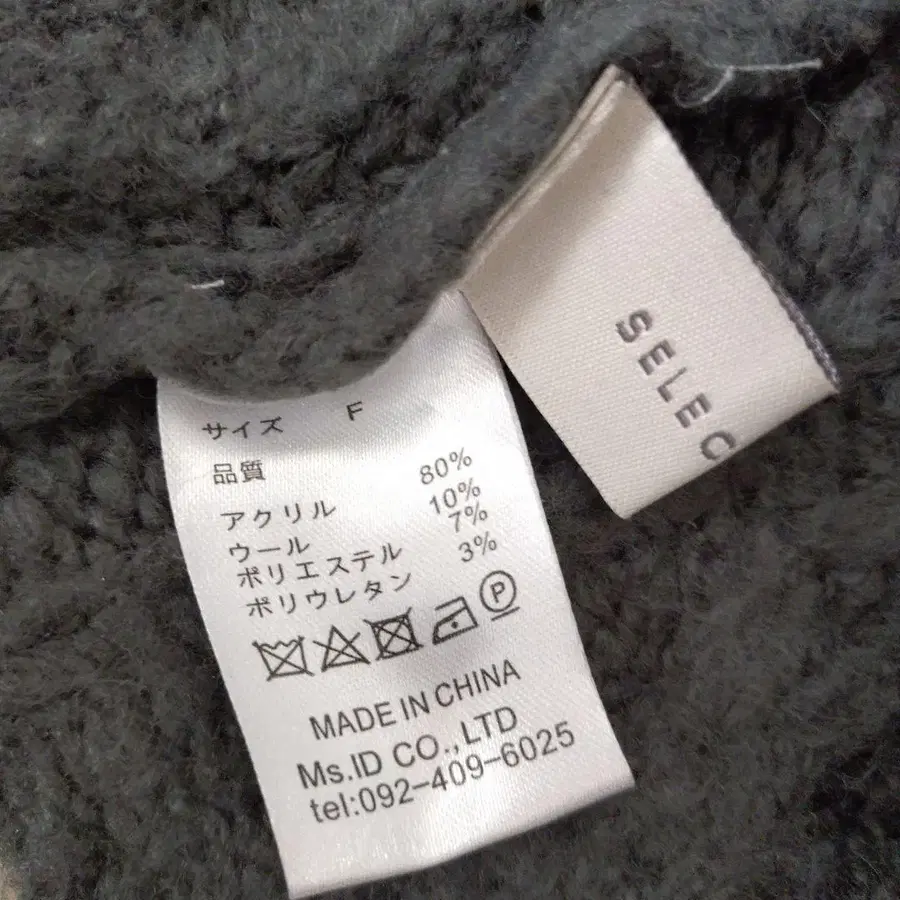 サイズ F
品質
アクリル 80%
ウール 10%
ポリエステル 7%
ポリウレタン 3%
P
MADE IN CHINA
Ms.ID CO.,LTD
tel:092-409-6025
SELEC